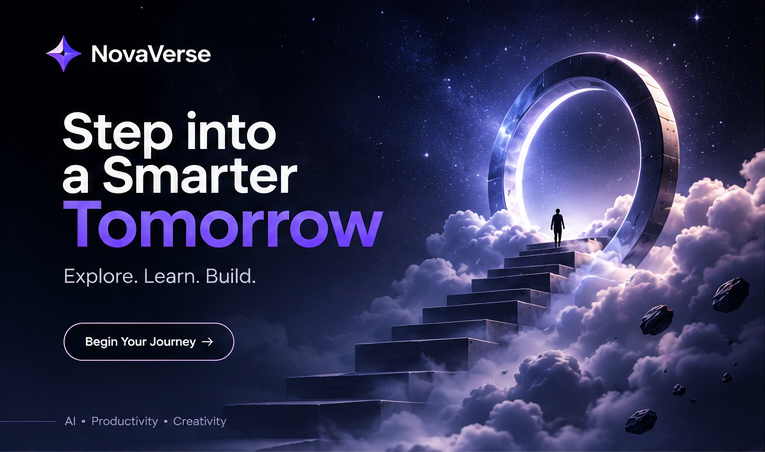 NovaVerse
Step into
a Smarter
Tomorrow
Explore. Learn. Build.
Begin Your Journey →
AI • Productivity • Creativity